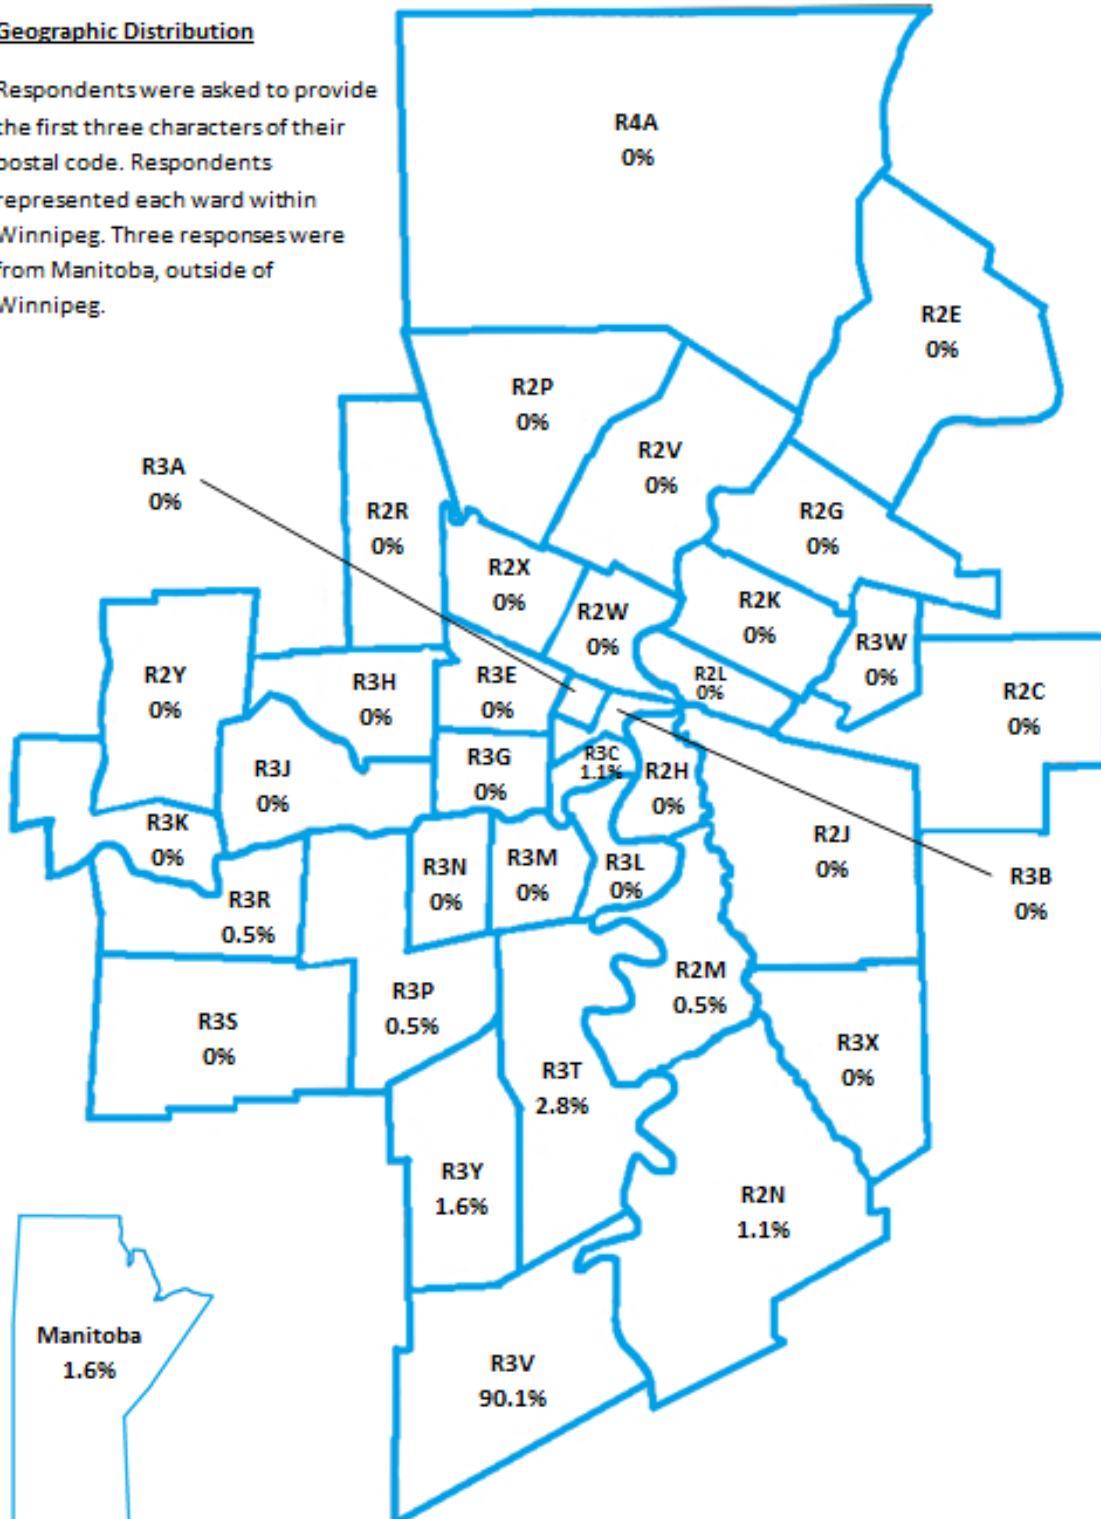 Geographic Distribution
Respondents were asked to provide
the first three characters of their
postal code. Respondents
represented each ward within
Winnipeg. Three responses were
from Manitoba, outside of
Winnipeg.
R4A
0%
R2E
0%
R2P
0%
R2V
0%
R3A
0%
R2R
0%
R2G
0%
R2X
0%
R2W
0%
R2K
0%
R3W
0%
R2Y
0%
R3H
0%
R3E
0%
R2L
0%
R2C
0%
R3J
0%
R3G
0%
R3C
1.1%
R2H
0%
R3K
0%
R2J
0%
R3N
0%
R3M
0%
R3L
0%
R3B
0%
R3R
0.5%
R2M
0.5%
R3P
0.5%
R3S
0%
R3X
0%
R3T
2.8%
R3Y
1.6%
R2N
1.1%
Manitoba
1.6%
R3V
90.1%